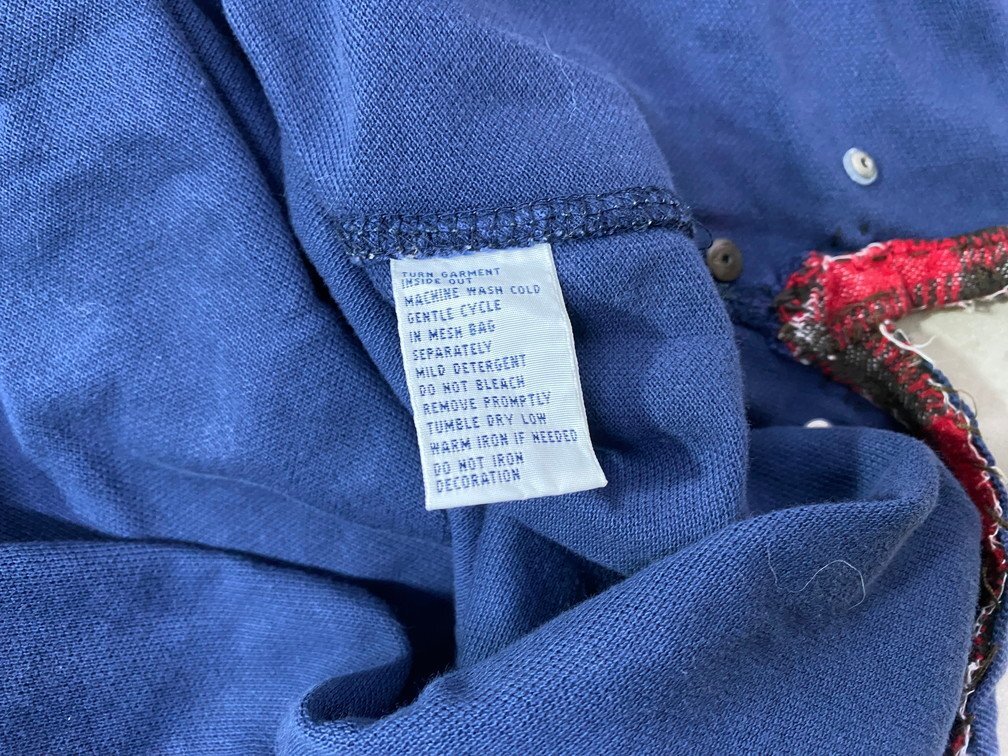 TURN GARMENT
INSIDE OUT
MACHINE WASH COLD
GENTLE CYCLE
IN MESH BAG
SEPARATELY
MILD DETERGENT
DO NOT BLEACH
REMOVE PROMPTLY
TUMBLE DRY LOW
WARM IRON IF NEEDED
DO NOT IRON
DECORATION